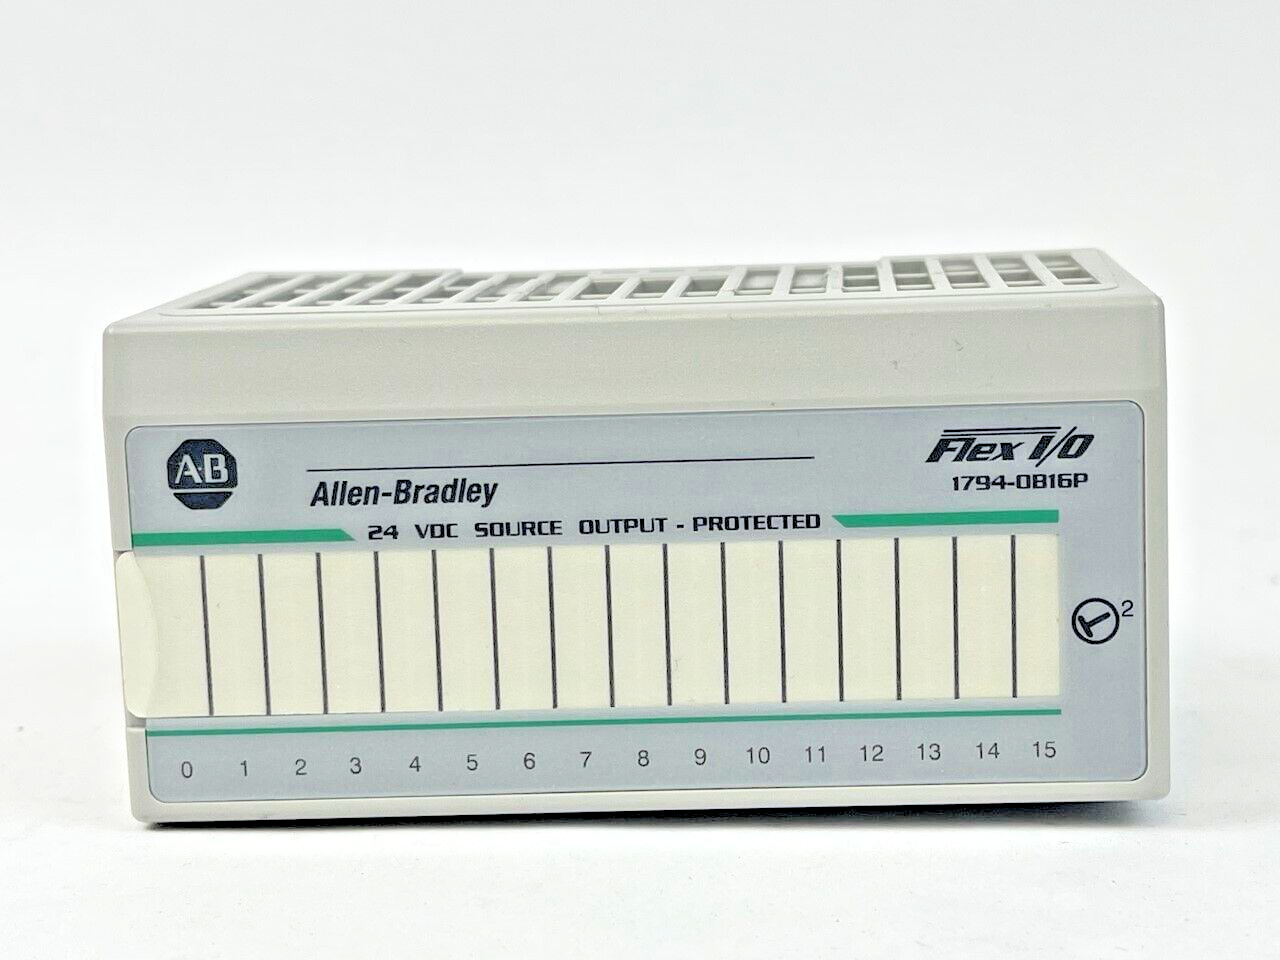 A-B
Allen-Bradley
Flex I/O
1794-OB16P
24 VDC SOURCE OUTPUT - PROTECTED
2
0 1 2 3 4 5 6 7 8 9 10 11 12 13 14 15